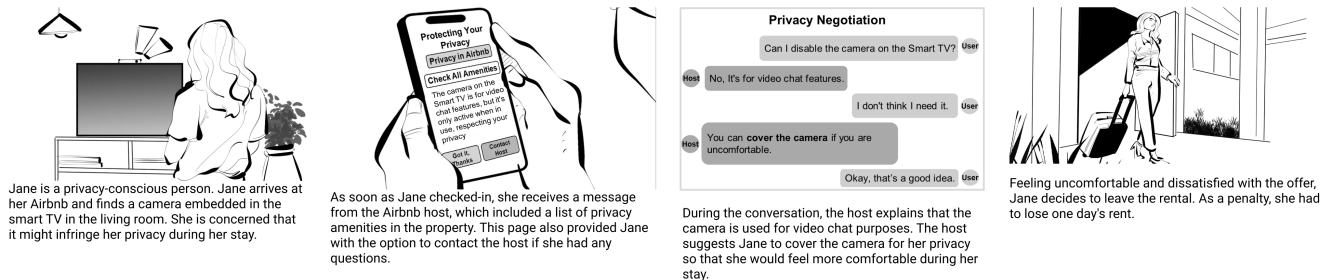 Jane is a privacy-conscious person. Jane arrives at
her Airbnb and finds a camera embedded in the
smart TV in the living room. She is concerned that
it might infringe her privacy during her stay.
Protecting Your
Privacy
Privacy in Airbnb
Check All Amenities
The camera on the
Smart TV is for video
chat features, but it's
only active when in
use, respecting your
privacy
Got it,
Thanks
Contact
Host
As soon as Jane checked-in, she receives a message
from the Airbnb host, which included a list of privacy
amenities in the property. This page also provided Jane
with the option to contact the host if she had any
questions.
Privacy Negotiation
Can I disable the camera on the Smart TV? User
Host No, It's for video chat features.
I don't think I need it. User
Host You can cover the camera if you are
uncomfortable.
Okay, that's a good idea. User
During the conversation, the host explains that the
camera is used for video chat purposes. The host
suggests Jane to cover the camera for her privacy
so that she would feel more comfortable during her
stay.
Feeling uncomfortable and dissatisfied with the offer,
Jane decides to leave the rental. As a penalty, she had
to lose one day's rent.